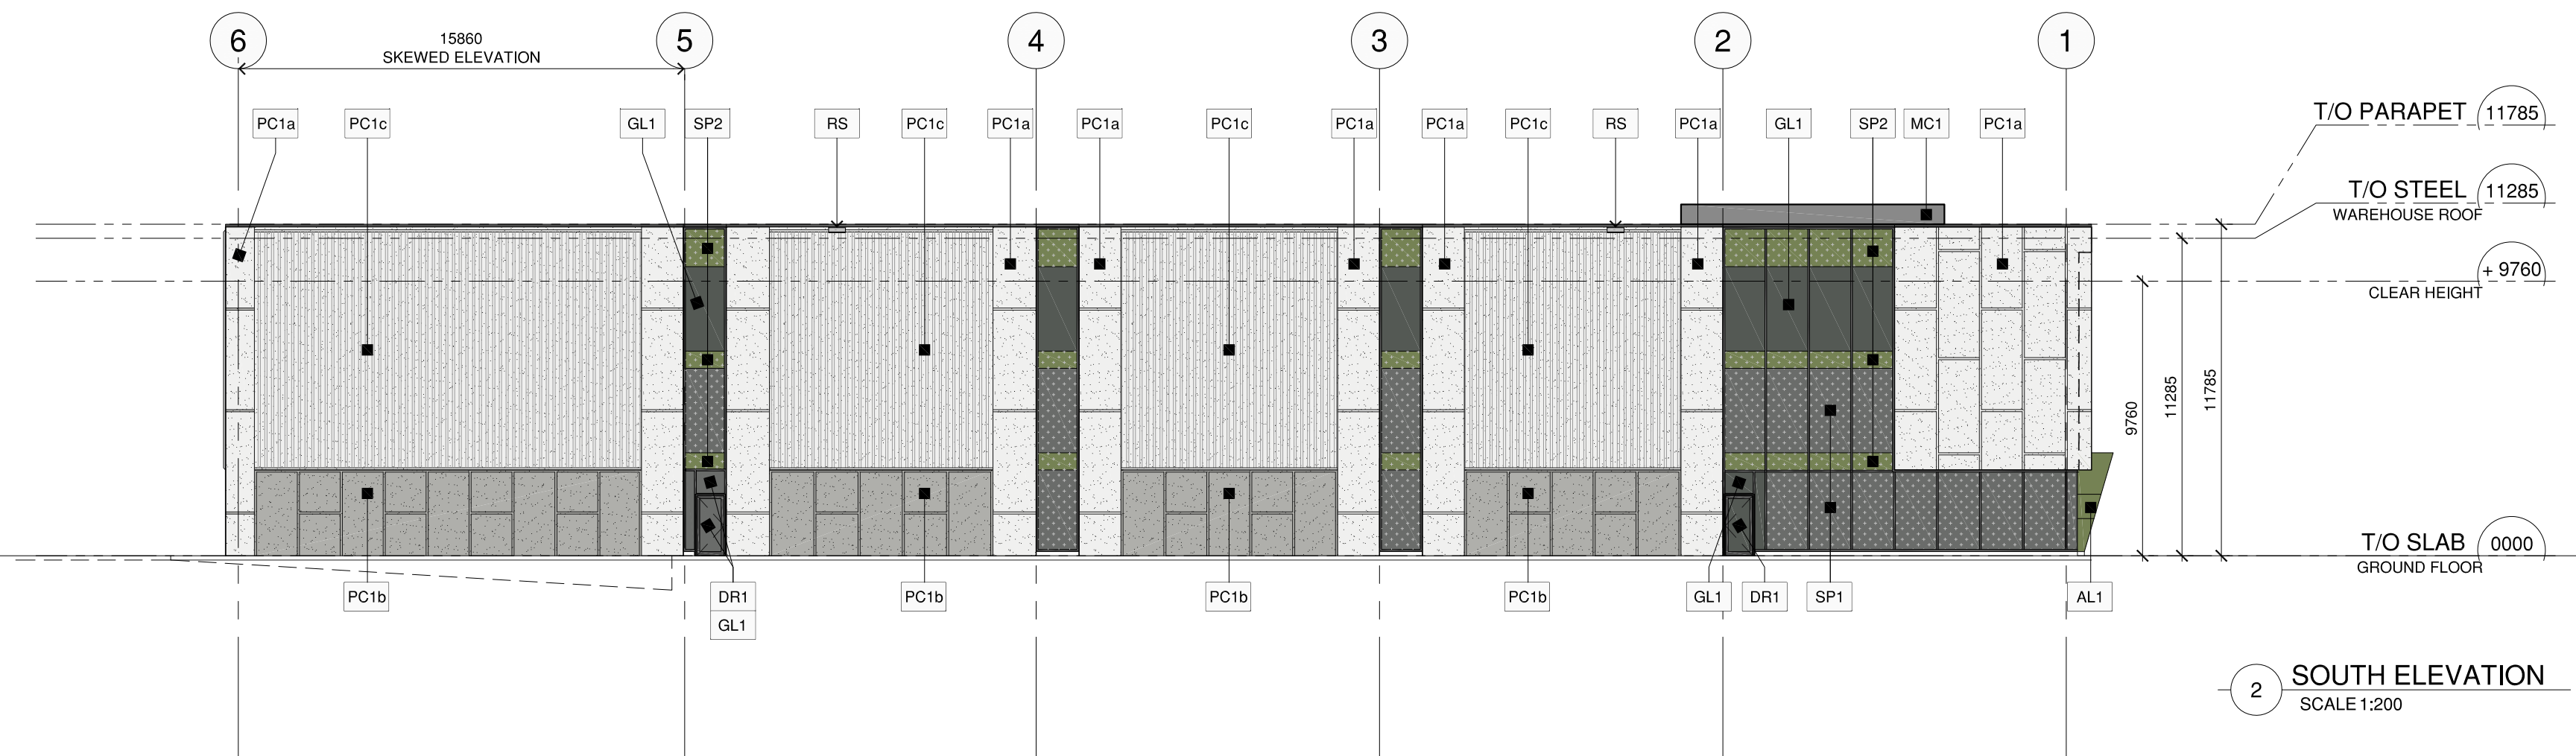 6
5
4
3
2
1
15860
SKEWED ELEVATION
PC1a
PC1c
GL1
SP2
RS
PC1c
PC1a
PC1a
PC1c
PC1a
PC1a
PC1c
RS
PC1a
GL1
SP2
MC1
PC1a
T/O PARAPET 11785
T/O STEEL 11285
WAREHOUSE ROOF
+ 9760
CLEAR HEIGHT
9760
11285
11785
T/O SLAB 0000
GROUND FLOOR
PC1b
DR1
GL1
PC1b
PC1b
PC1b
GL1
DR1
SP1
AL1
2 SOUTH ELEVATION
SCALE 1:200